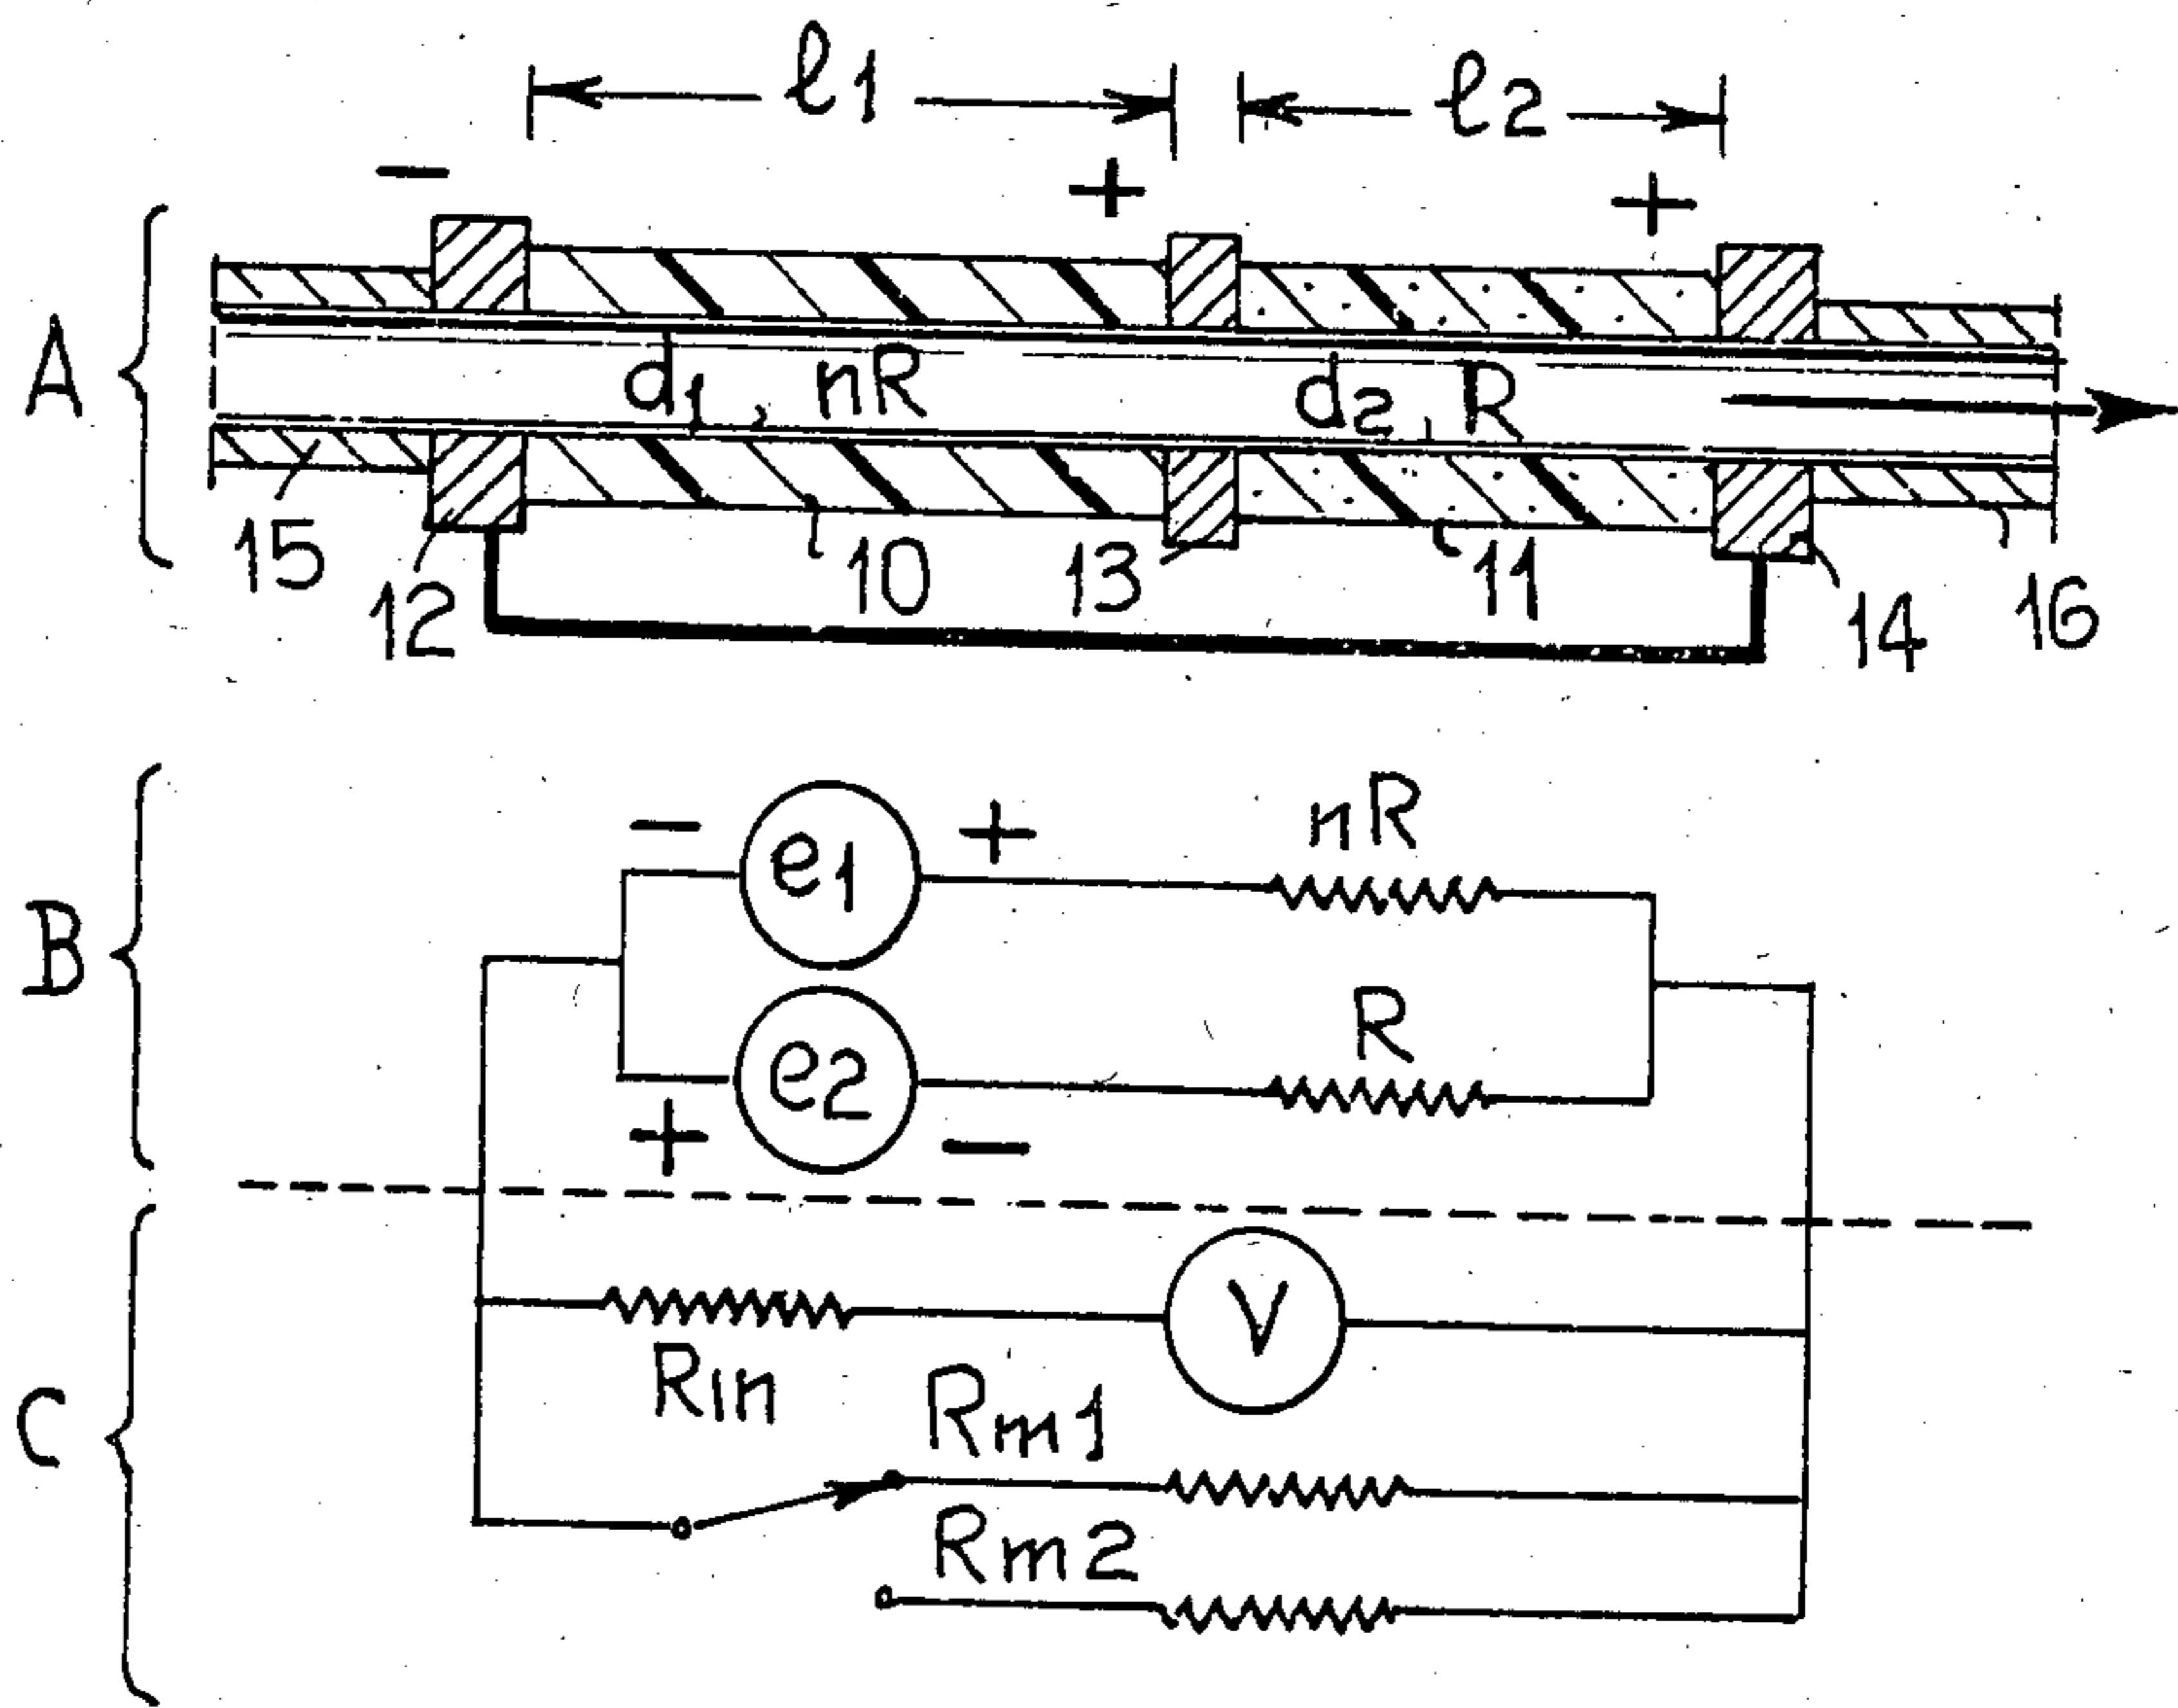 l1 l2
− + +
A
d1, nR d2, R
15 12 10 13 11 14 16
B
− e1 + nR
e2 R
+ −
C
V
Rin
Rm1
Rm2